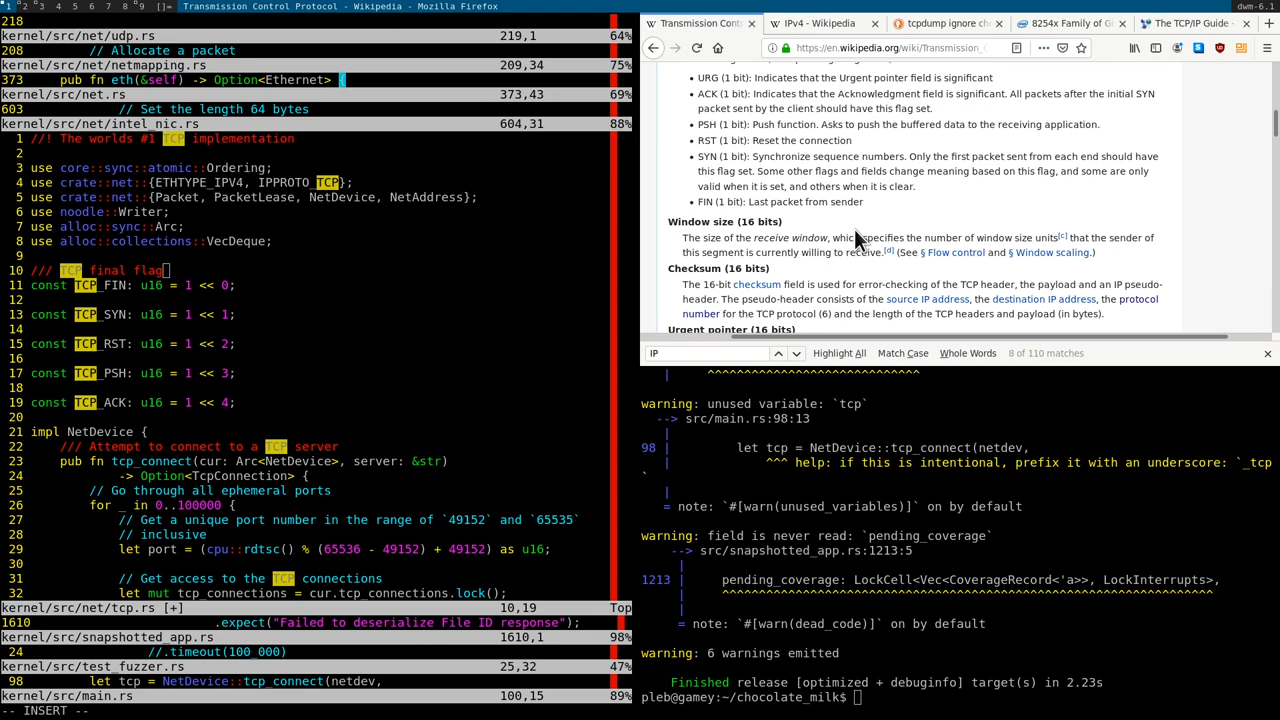 1 2 3 4 5 6 7 8 9 []= Transmission Control Protocol - Wikipedia - Mozilla Firefox dwm-6.1
218
kernel/src/net/udp.rs 219,1 64%
208 // Allocate a packet
kernel/src/net/netmapping.rs 209,34 75%
373 pub fn eth(&self) -> Option<Ethernet> {
kernel/src/net.rs 373,43 69%
603 // Set the length 64 bytes
kernel/src/net/intel_nic.rs 604,31 88%
1 //! The worlds #1 TCP implementation
2
3 use core::sync::atomic::Ordering;
4 use crate::net::{ETHTYPE_IPV4, IPPROTO_TCP};
5 use crate::net::{Packet, PacketLease, NetDevice, NetAddress};
6 use noodle::Writer;
7 use alloc::sync::Arc;
8 use alloc::collections::VecDeque;
9
10 /// TCP final flag
11 const TCP_FIN: u16 = 1 << 0;
12
13 const TCP_SYN: u16 = 1 << 1;
14
15 const TCP_RST: u16 = 1 << 2;
16
17 const TCP_PSH: u16 = 1 << 3;
18
19 const TCP_ACK: u16 = 1 << 4;
20
21 impl NetDevice {
22 /// Attempt to connect to a TCP server
23 pub fn tcp_connect(cur: Arc<NetDevice>, server: &str)
24 -> Option<TcpConnection> {
25 // Go through all ephemeral ports
26 for _ in 0..100000 {
27 // Get a unique port number in the range of `49152` and `65535`
28 // inclusive
29 let port = (cpu::rdtsc() % (65536 - 49152) + 49152) as u16;
30
31 // Get access to the TCP connections
32 let mut tcp_connections = cur.tcp_connections.lock();
kernel/src/net/tcp.rs [+] 10,19 Top
1610 .expect("Failed to deserialize File ID response");
kernel/src/snapshotted_app.rs 1610,1 98%
24 //.timeout(100_000)
kernel/src/test_fuzzer.rs 25,32 47%
98 let tcp = NetDevice::tcp_connect(netdev,
kernel/src/main.rs 100,15 89%
-- INSERT --
Transmission Cont IPv4 - Wikipedia tcpdump ignore ch 8254x Family of Gi The TCP/IP Guide -
https://en.wikipedia.org/wiki/Transmission_
URG (1 bit): Indicates that the Urgent pointer field is significant
ACK (1 bit): Indicates that the Acknowledgment field is significant. All packets after the initial SYN
packet sent by the client should have this flag set.
PSH (1 bit): Push function. Asks to push the buffered data to the receiving application.
RST (1 bit): Reset the connection
SYN (1 bit): Synchronize sequence numbers. Only the first packet sent from each end should have
this flag set. Some other flags and fields change meaning based on this flag, and some are only
valid when it is set, and others when it is clear.
FIN (1 bit): Last packet from sender
Window size (16 bits)
The size of the receive window, which specifies the number of window size units[c] that the sender of
this segment is currently willing to receive.[d] (See § Flow control and § Window scaling.)
Checksum (16 bits)
The 16-bit checksum field is used for error-checking of the TCP header, the payload and an IP pseudo-
header. The pseudo-header consists of the source IP address, the destination IP address, the protocol
number for the TCP protocol (6) and the length of the TCP headers and payload (in bytes).
Urgent pointer (16 bits)
IP Highlight All Match Case Whole Words 8 of 110 matches
| ^^^^^^^^^^^^^^^^^^^^^^^^^^^^
warning: unused variable: `tcp`
--> src/main.rs:98:13
|
98 | let tcp = NetDevice::tcp_connect(netdev,
| ^^^ help: if this is intentional, prefix it with an underscore: `_tcp
`
|
= note: `#[warn(unused_variables)]` on by default
warning: field is never read: `pending_coverage`
--> src/snapshotted_app.rs:1213:5
|
1213 | pending_coverage: LockCell<Vec<CoverageRecord<'a>>, LockInterrupts>,
| ^^^^^^^^^^^^^^^^^^^^^^^^^^^^^^^^^^^^^^^^^^^^^^^^^^^^^^^^^^^^^^^^^^^
|
= note: `#[warn(dead_code)]` on by default
warning: 6 warnings emitted
Finished release [optimized + debuginfo] target(s) in 2.23s
pleb@gamey:~/chocolate_milk$